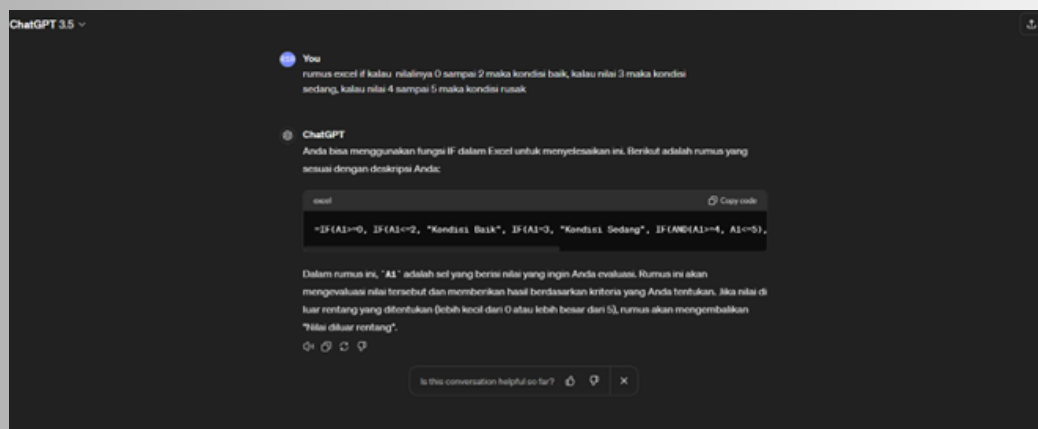 ChatGPT 3.5
You
rumus excel if kalau nilainya 0 sampai 2 maka kondisi baik, kalau nilai 3 maka kondisi
sedang, kalau nilai 4 sampai 5 maka kondisi rusak
ChatGPT
Anda bisa menggunakan fungsi IF dalam Excel untuk menyelesaikan ini. Berikut adalah rumus yang
sesuai dengan deskripsi Anda:
excel
Copy code
=IF(A1>=0, IF(A1<=2, "Kondisi Baik", IF(A1=3, "Kondisi Sedang", IF(AND(A1>=4, A1<=5),
Dalam rumus ini, `A1` adalah sel yang berisi nilai yang ingin Anda evaluasi. Rumus ini akan
mengevaluasi nilai tersebut dan memberikan hasil berdasarkan kriteria yang Anda tentukan. Jika nilai di
luar rentang yang ditentukan (lebih kecil dari 0 atau lebih besar dari 5), rumus akan mengembalikan
"Nilai diluar rentang".
Is this conversation helpful so far?